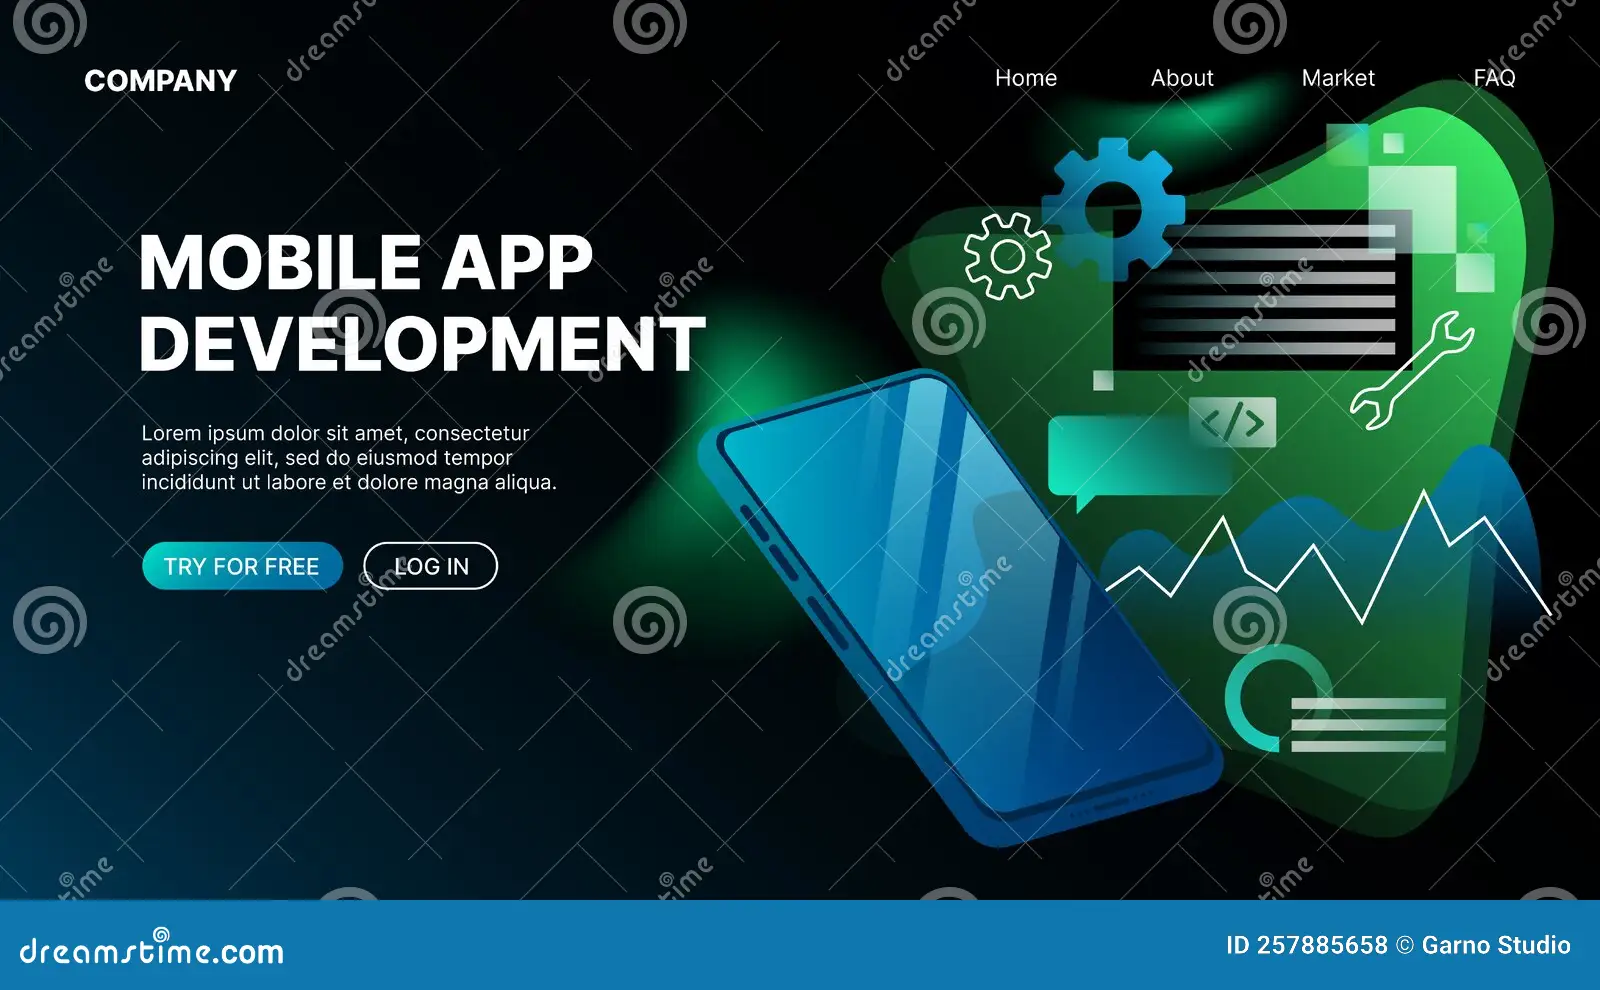 COMPANY
Home About Market FAQ
MOBILE APP
DEVELOPMENT
Lorem ipsum dolor sit amet, consectetur
adipiscing elit, sed do eiusmod tempor
incididunt ut labore et dolore magna aliqua.
TRY FOR FREE LOG IN
</>
dreamstime.com
ID 257885658 © Garno Studio